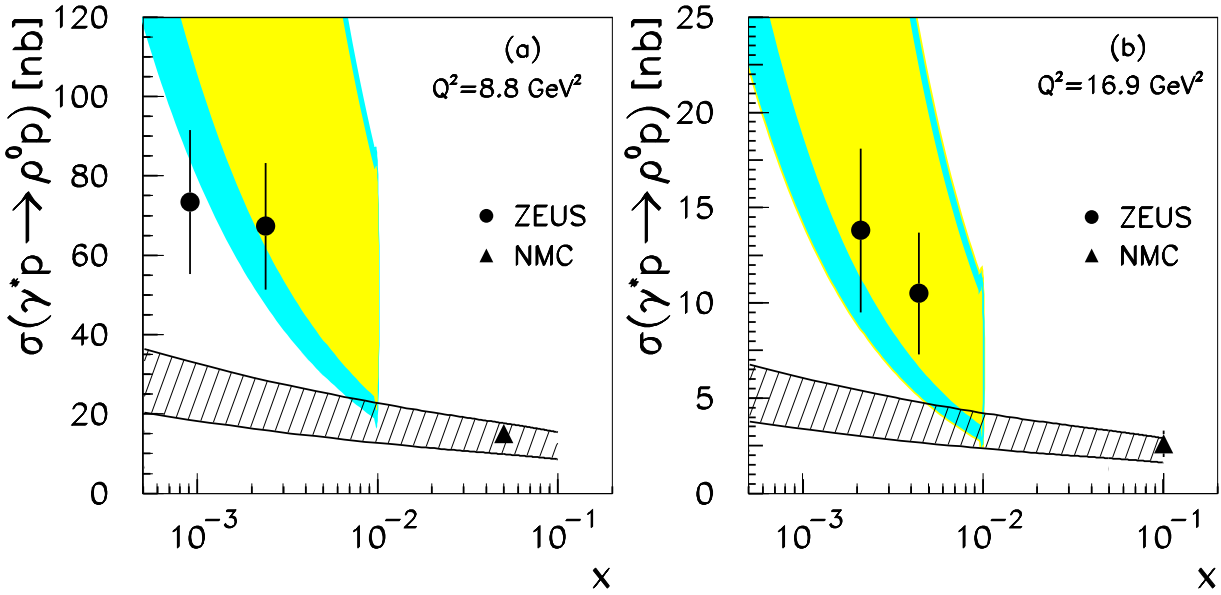 σ(γ*p → ρ⁰p) [nb]
120
100
80
60
40
20
0
(a)
Q²=8.8 GeV²
ZEUS
NMC
10⁻³
10⁻²
10⁻¹
x
σ(γ*p → ρ⁰p) [nb]
25
20
15
10
5
0
(b)
Q²=16.9 GeV²
ZEUS
NMC
10⁻³
10⁻²
10⁻¹
x